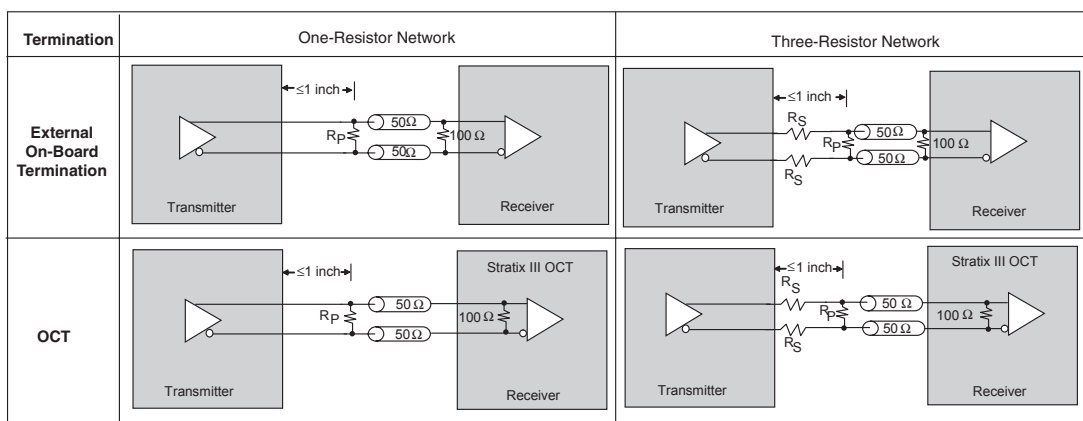 Termination
One-Resistor Network
Three-Resistor Network
External
On-Board
Termination
≤1 inch
RP
50Ω
50Ω
100 Ω
Transmitter
Receiver
≤1 inch
RS
RS
RP
50Ω
50Ω
100 Ω
Transmitter
Receiver
OCT
≤1 inch
Stratix III OCT
RP
50 Ω
50Ω
100 Ω
Transmitter
Receiver
≤1 inch
Stratix III OCT
RS
RS
RP
50 Ω
50 Ω
100 Ω
Transmitter
Receiver